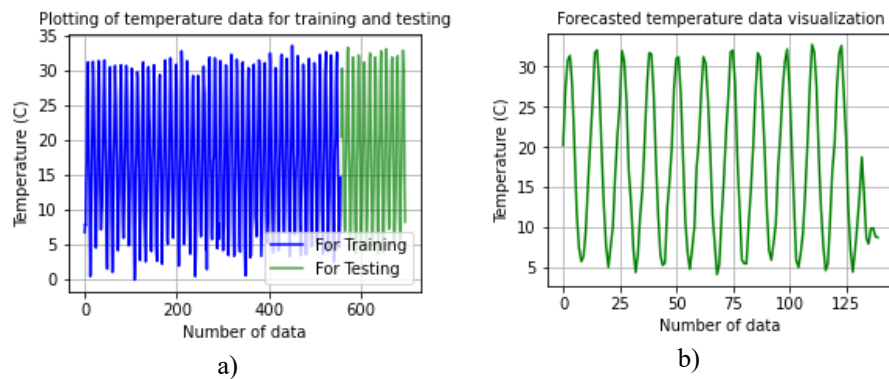 Plotting of temperature data for training and testing
35
30
25
20
15
10
5
0
Temperature (C)
For Training
For Testing
0
200
400
600
Number of data
a)
Forecasted temperature data visualization
30
25
20
15
10
5
Temperature (C)
0
25
50
75
100
125
Number of data
b)